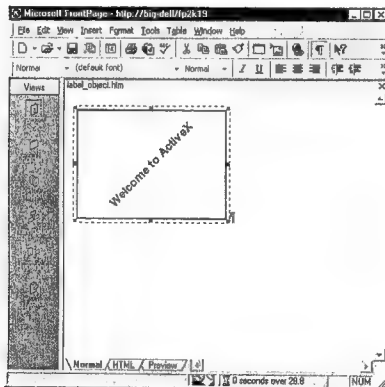 Microsoft FrontPage - http://big-dell/fp2k19
File Edit View Insert Format Tools Table Window Help
Normal (default font) Normal I U
Views
label_object.htm
Welcome to ActiveX
Normal HTML Preview
0 seconds over 28.8 NUM